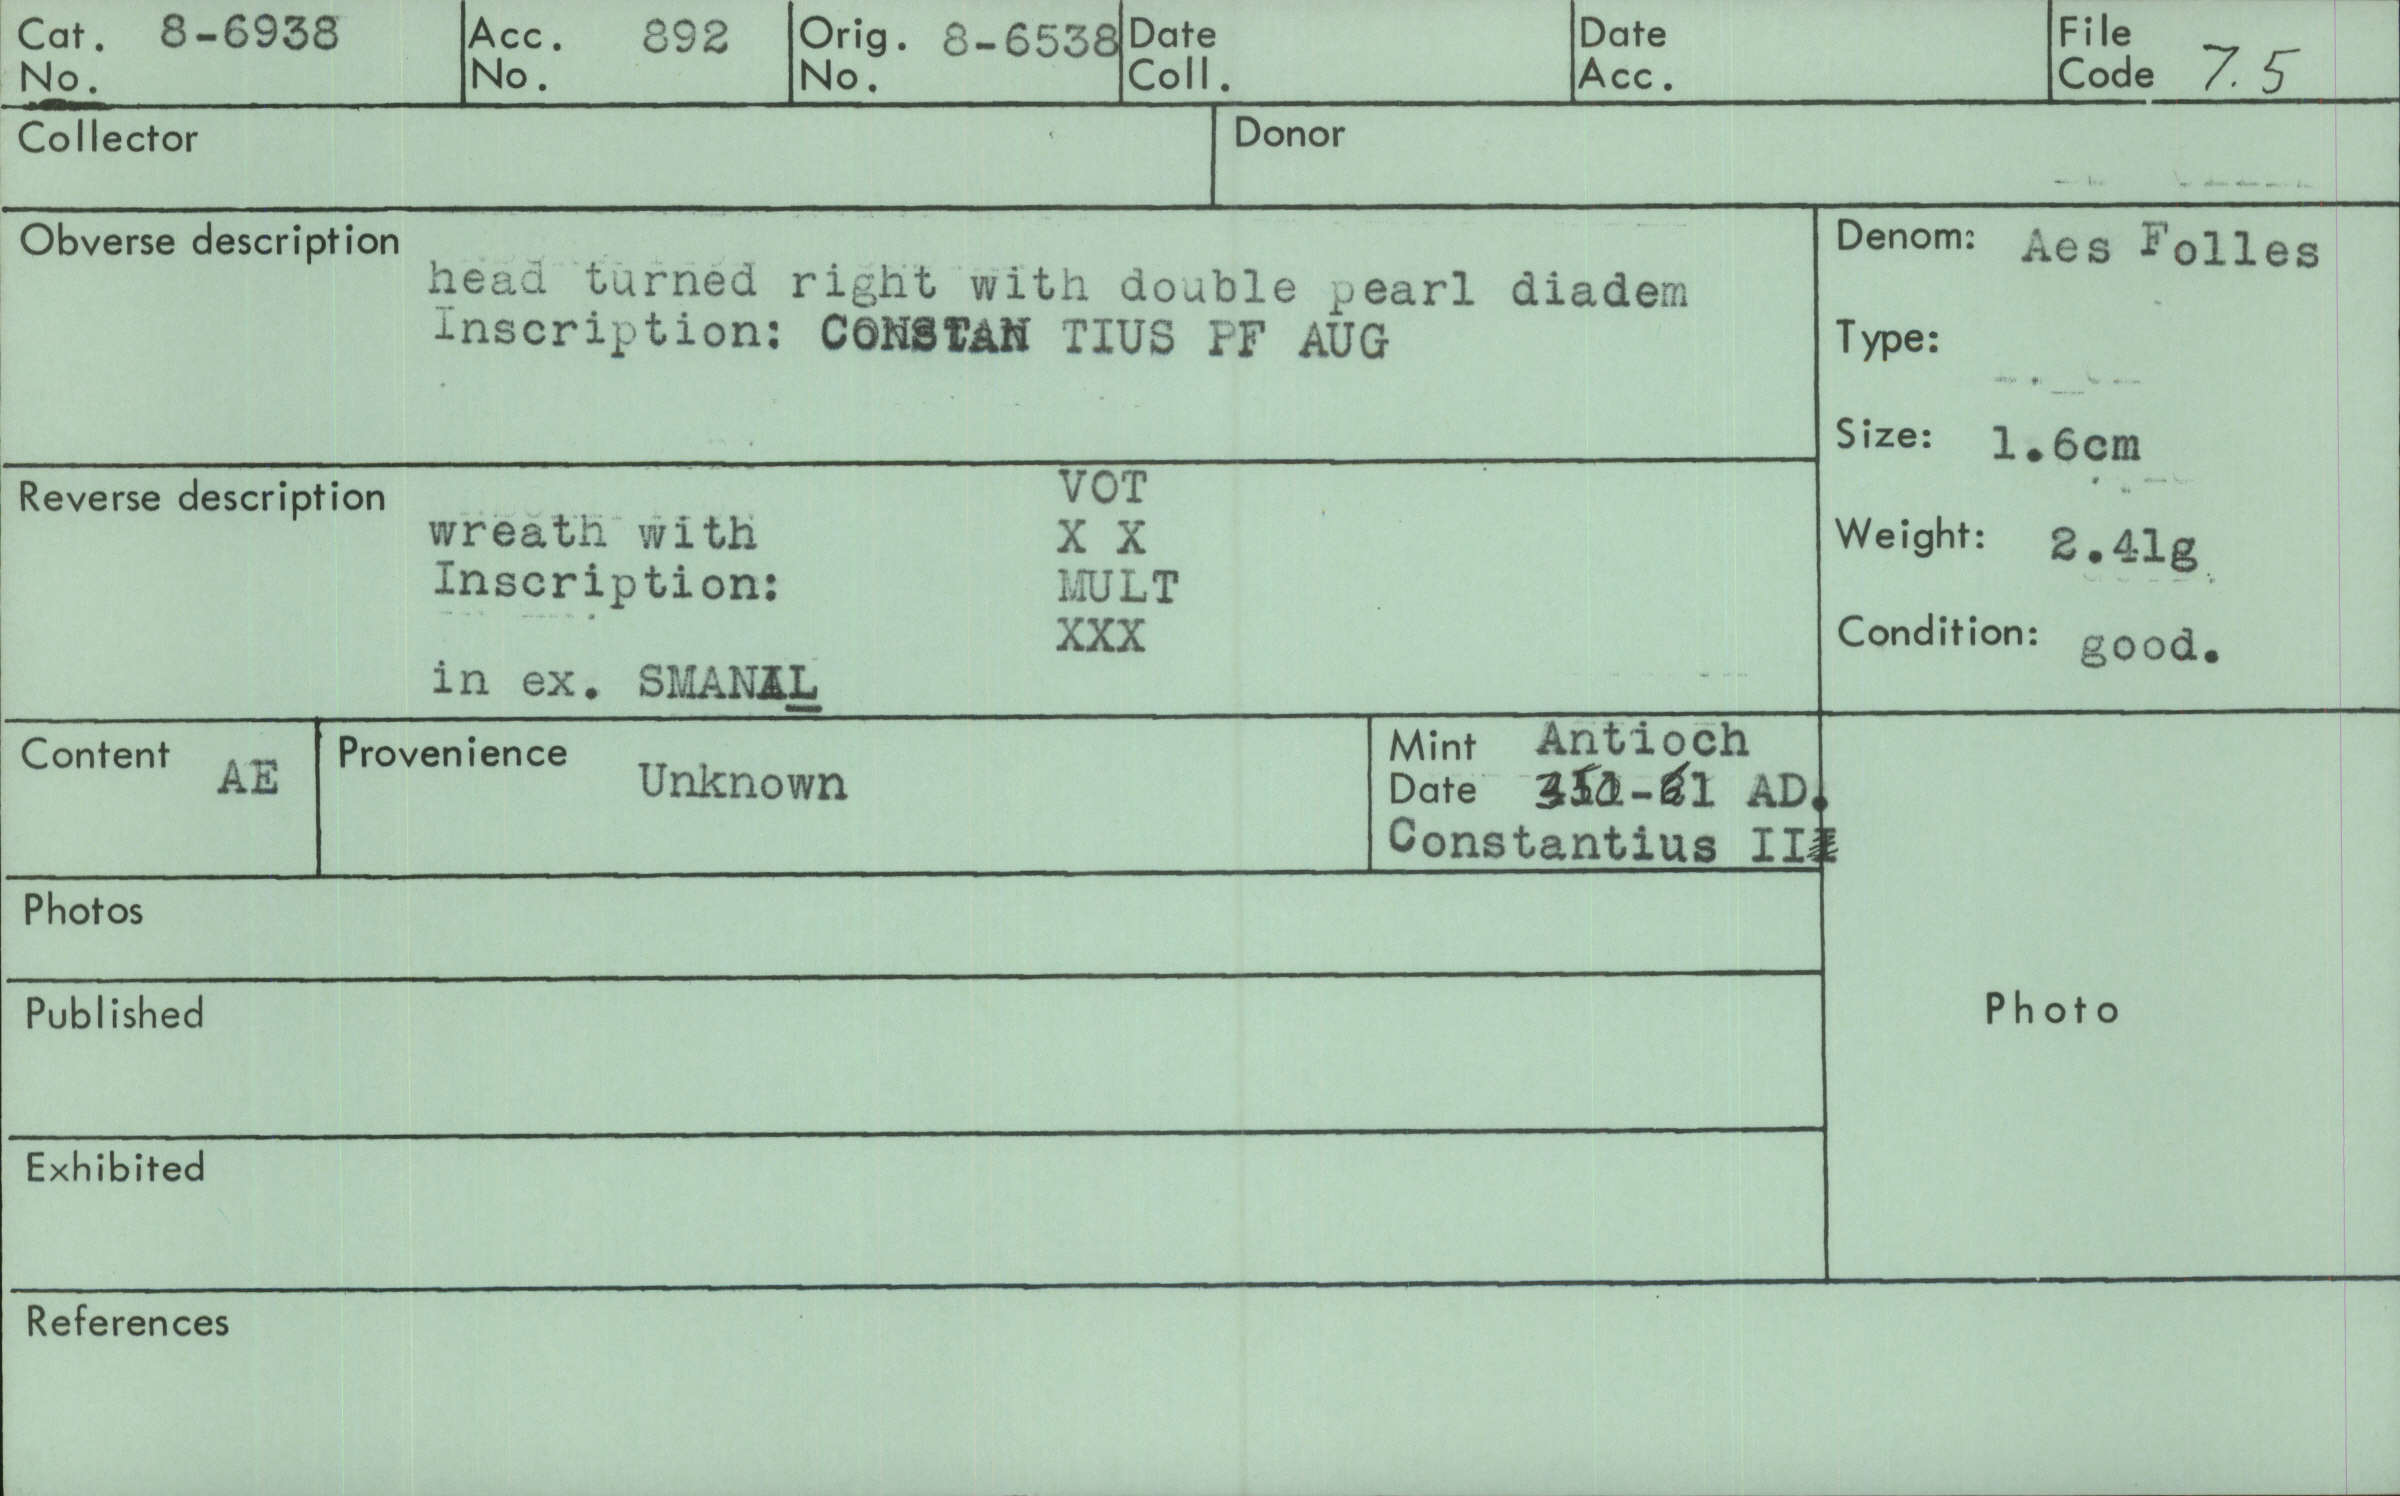 Cat. No. 8-6938
Acc. No. 892
Orig. No. 8-6538
Date Coll.
Date Acc.
File Code 7.5
Collector
Donor
Obverse description
head turned right with double pearl diadem
Inscription: CONSTAN TIUS PF AUG
Denom: Aes Folles
Type:
Size: 1.6cm
Weight: 2.41g
Condition: good.
Reverse description
VOT
wreath with X X
Inscription: MULT
XXX
in ex. SMANAL
Content AE
Provenience Unknown
Mint Antioch
Date AD.
Constantius II
Photos
Published
Photo
Exhibited
References